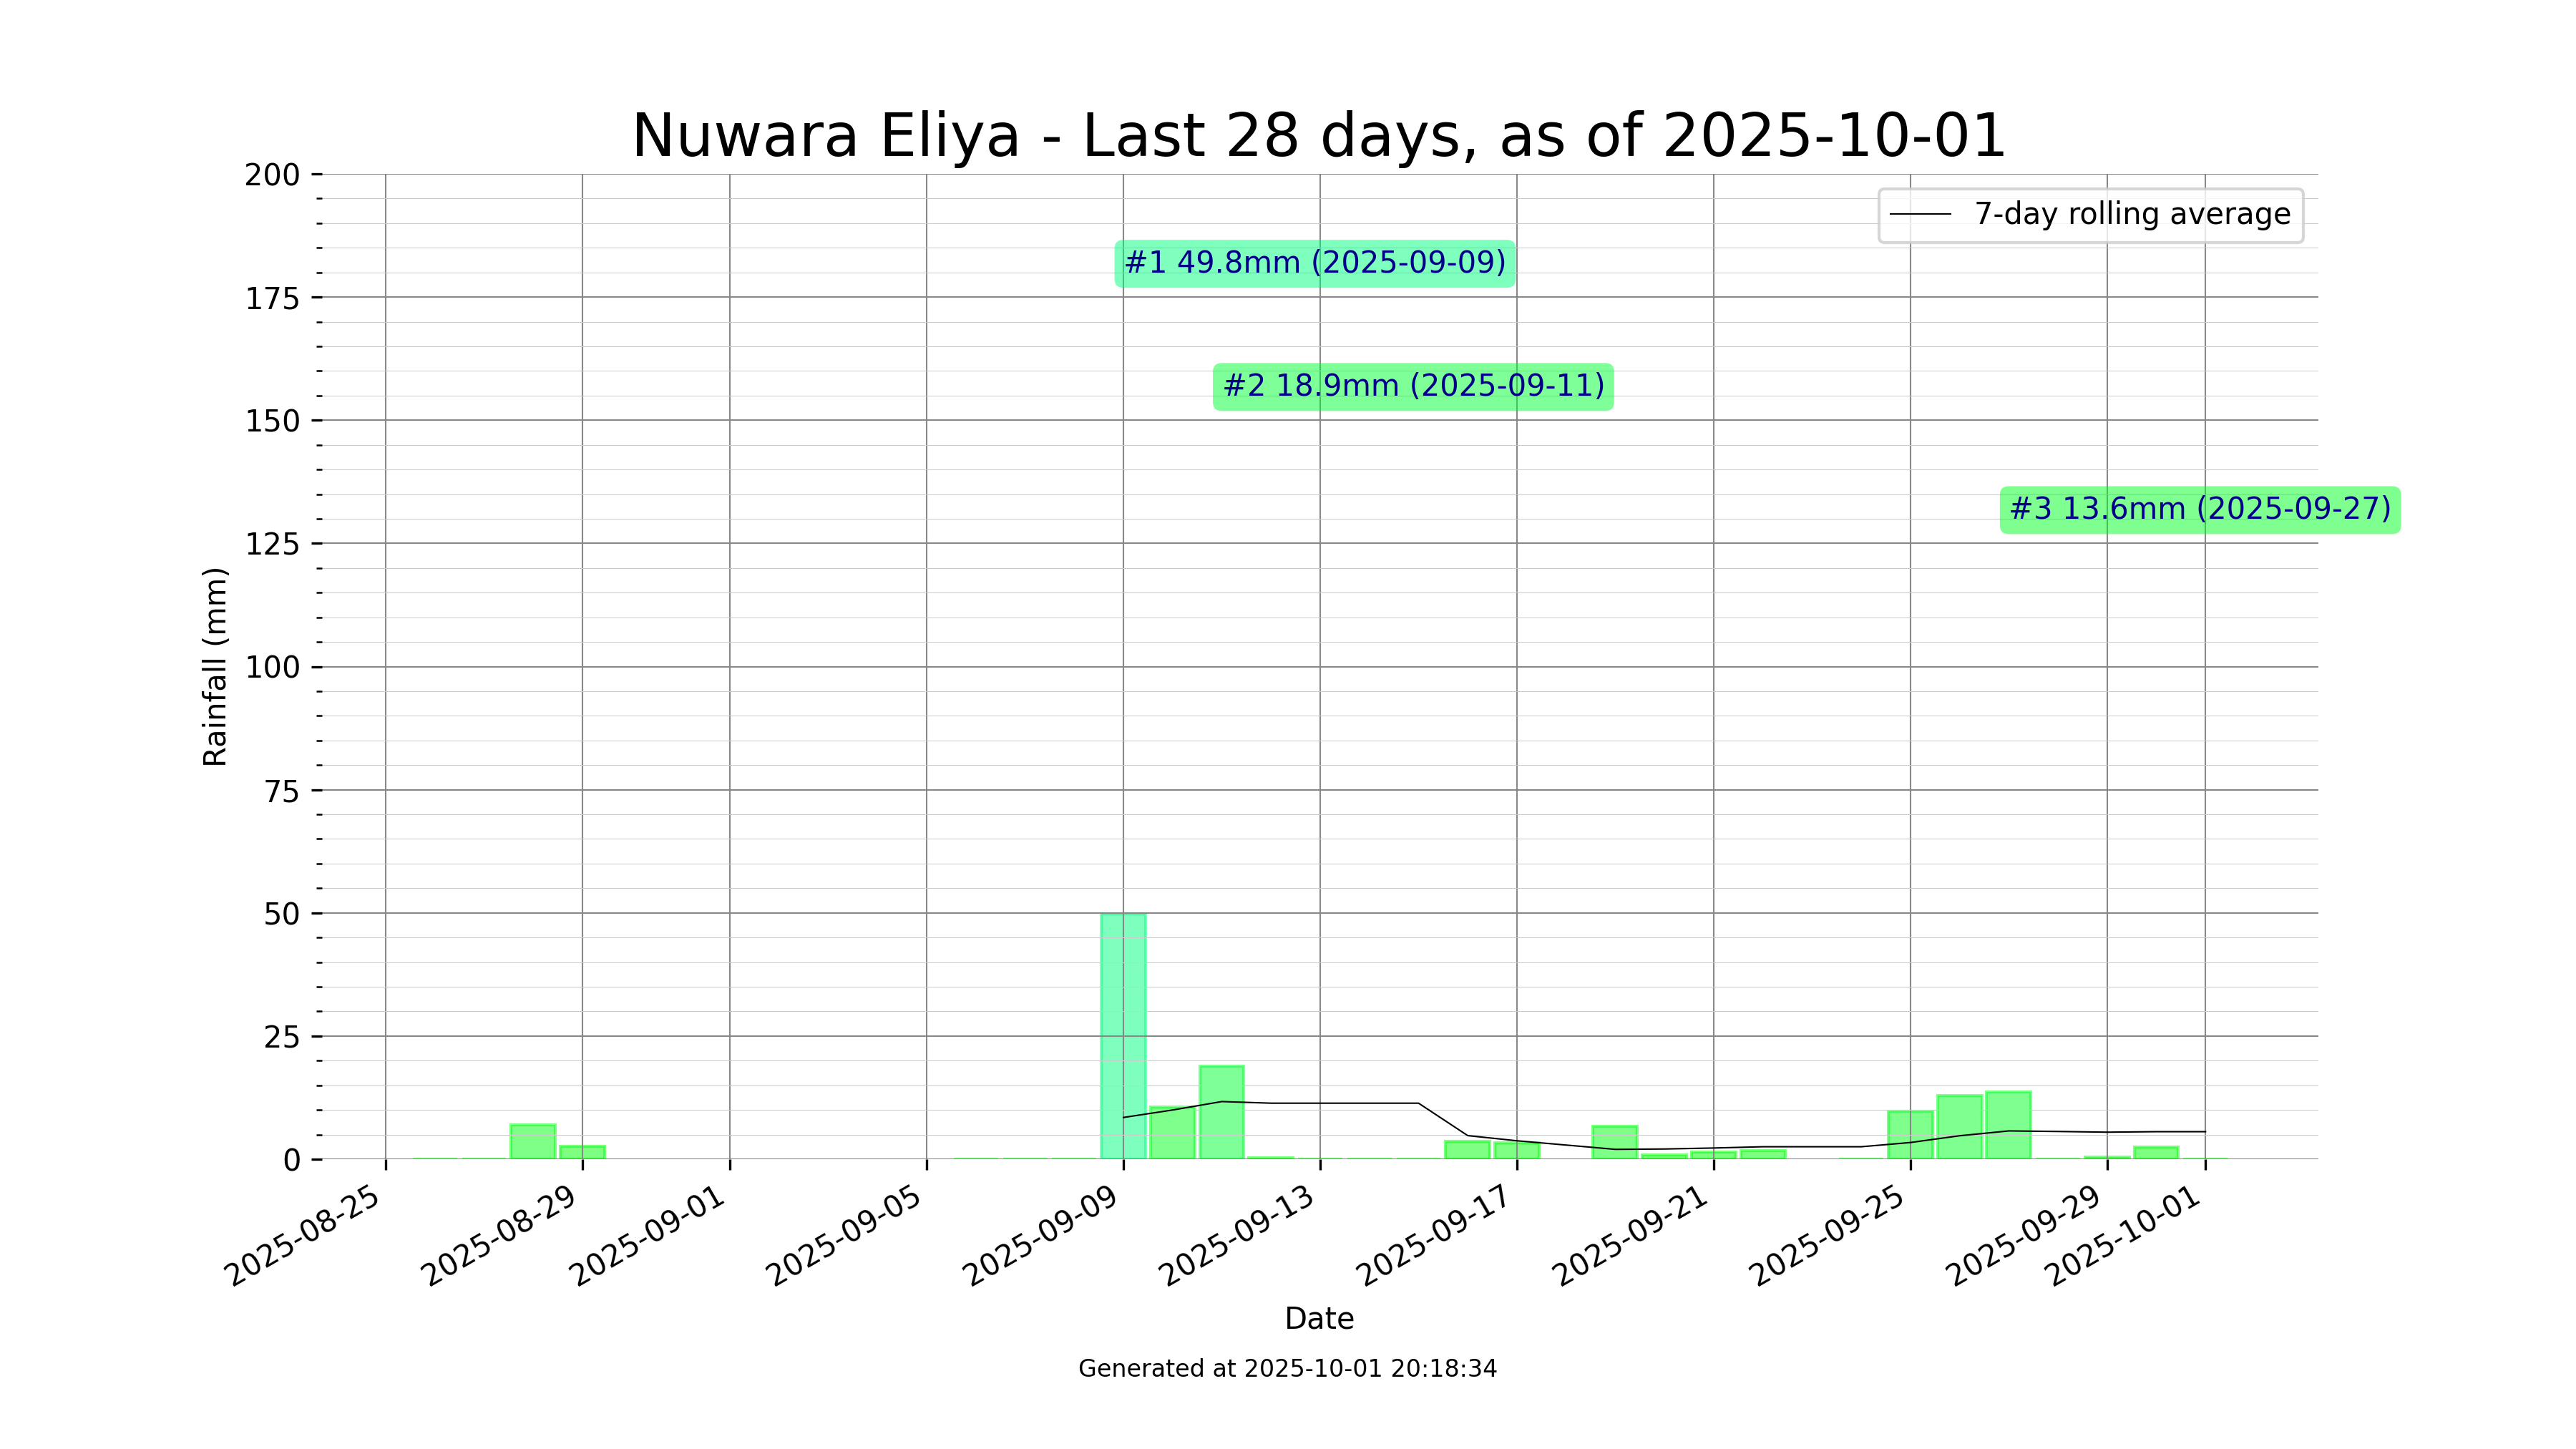 Nuwara Eliya - Last 28 days, as of 2025-10-01
7-day rolling average
#1 49.8mm (2025-09-09)
#2 18.9mm (2025-09-11)
#3 13.6mm (2025-09-27)
Rainfall (mm)
200
175
150
125
100
75
50
25
0
2025-08-25
2025-08-29
2025-09-01
2025-09-05
2025-09-09
2025-09-13
2025-09-17
2025-09-21
2025-09-25
2025-09-29
2025-10-01
Date
Generated at 2025-10-01 20:18:34